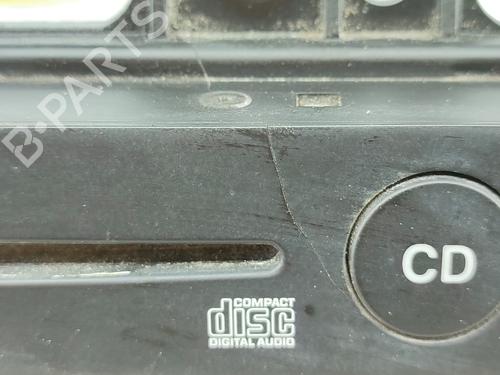 B-PARTS
CD
COMPACT
disc
DIGITAL AUDIO